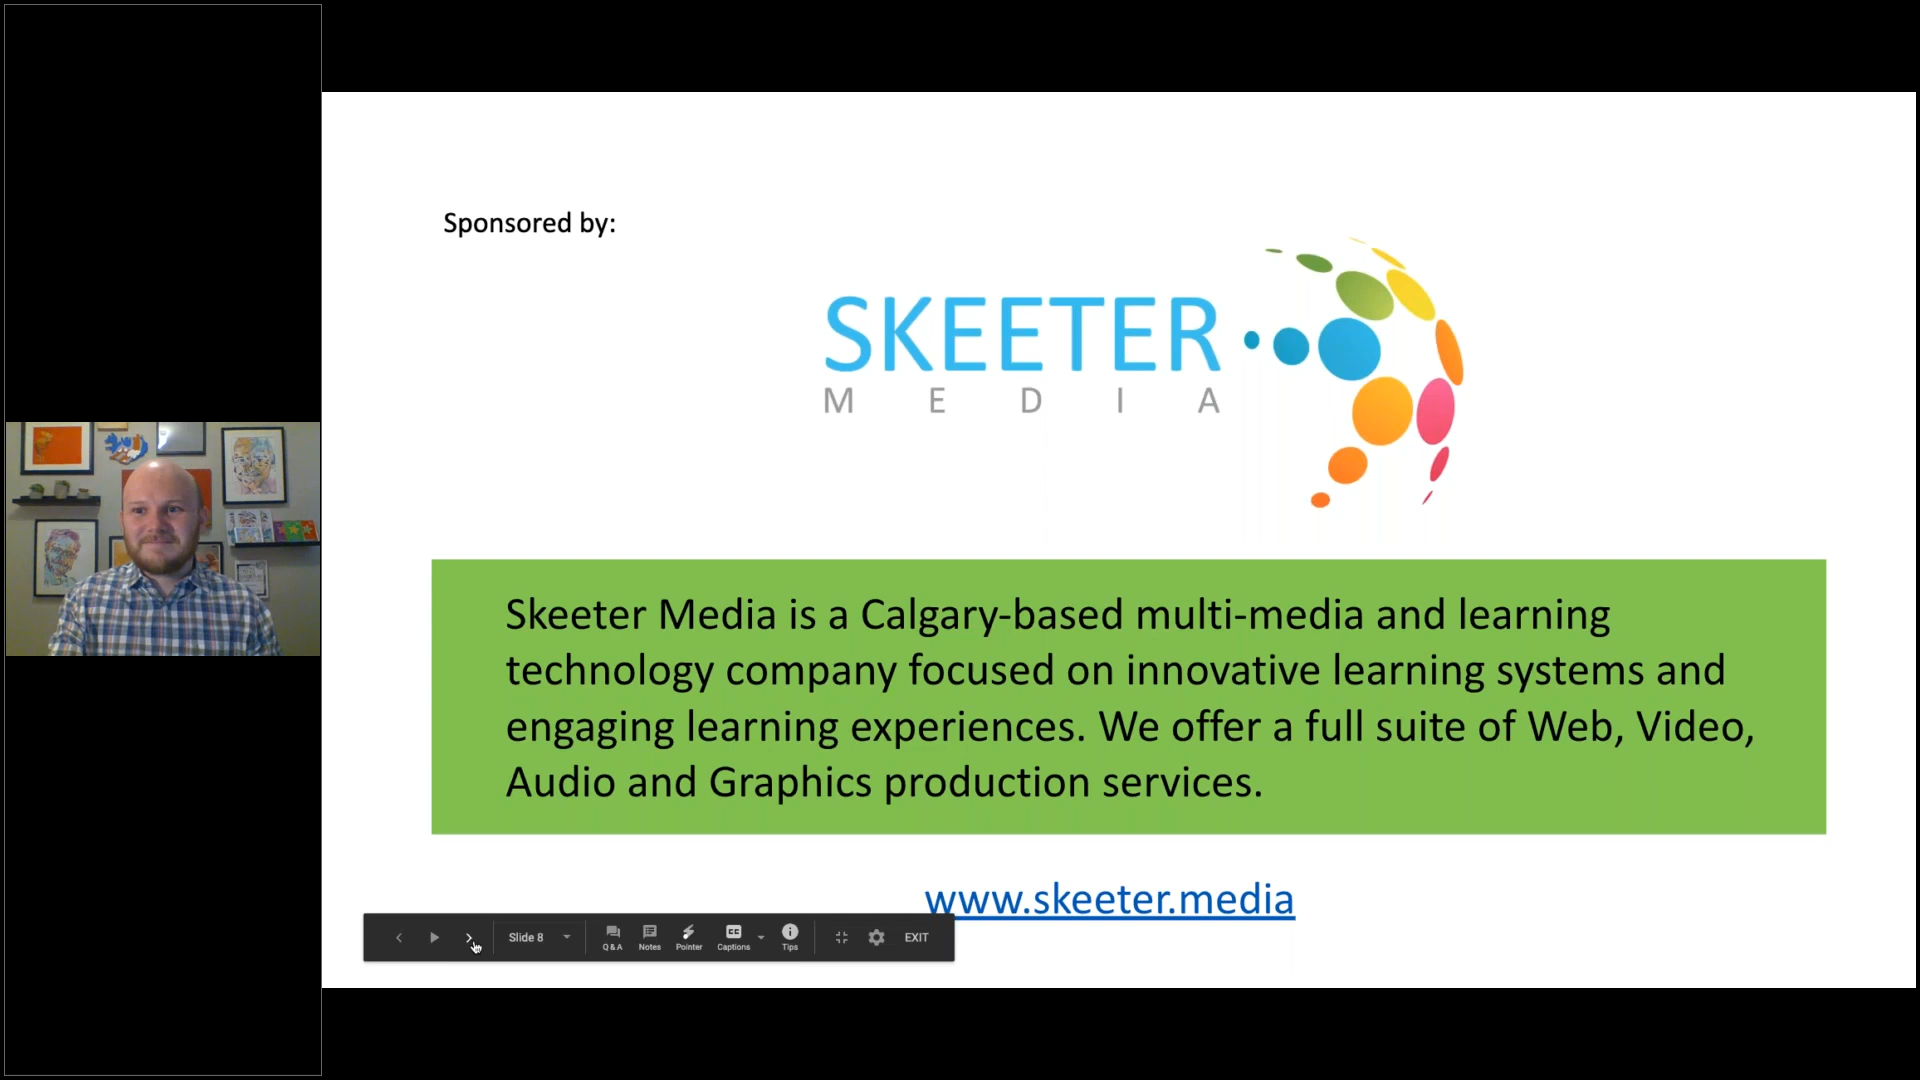 Sponsored by:
SKEETER
MEDIA
Skeeter Media is a Calgary-based multi-media and learning
technology company focused on innovative learning systems and
engaging learning experiences. We offer a full suite of Web, Video,
Audio and Graphics production services.
www.skeeter.media
Slide 8
Q&A Notes Pointer Captions Tips
EXIT